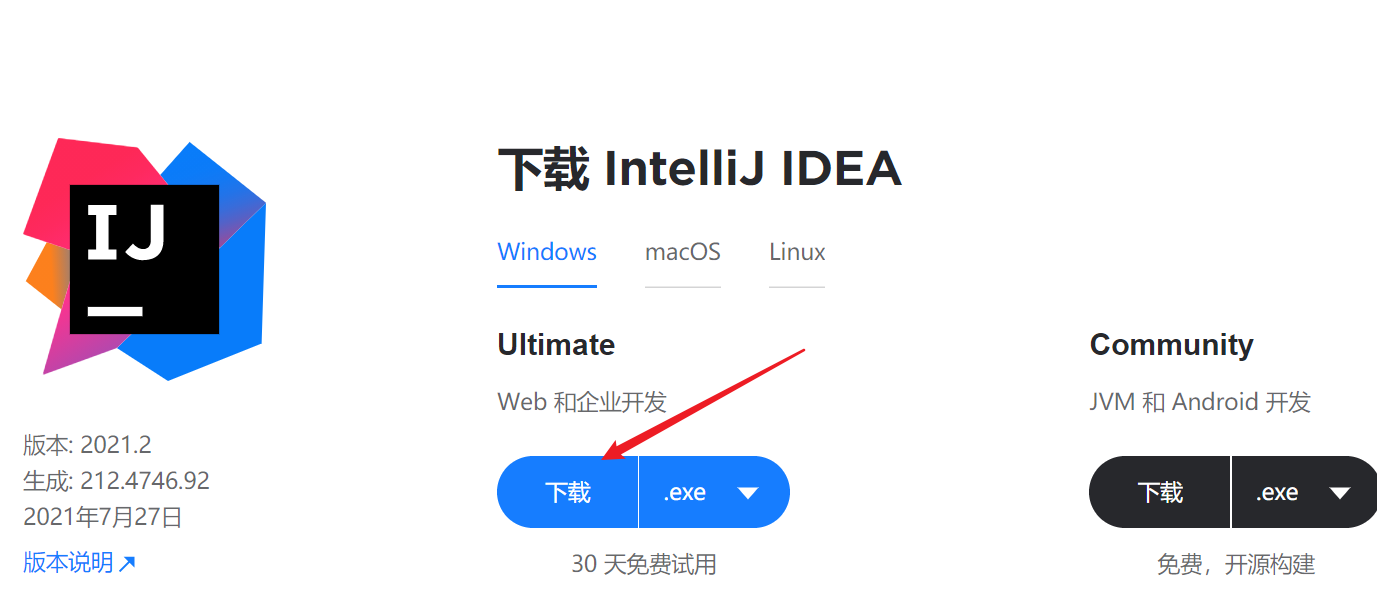 IJ
下载 IntelliJ IDEA
Windows macOS Linux
Ultimate
Web 和企业开发
下载 .exe
30 天免费试用
Community
JVM 和 Android 开发
下载 .exe
免费，开源构建
版本: 2021.2
生成: 212.4746.92
2021年7月27日
版本说明